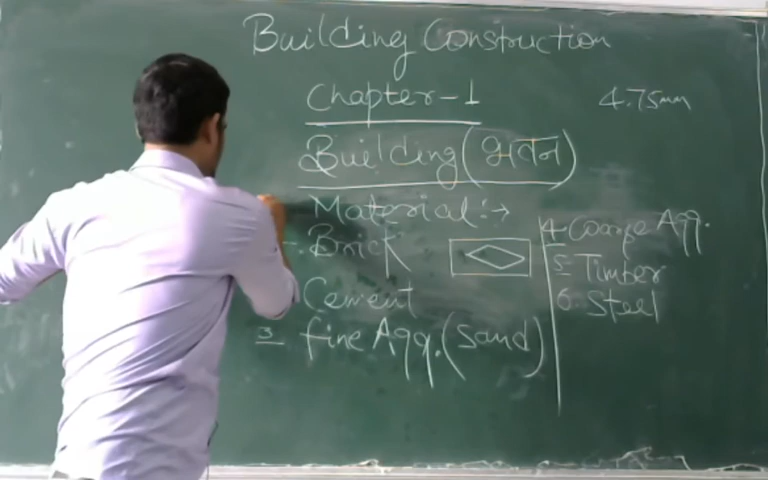 Building Construction
Chapter-1
4.75mm
Building (भवन)
Material :→
Brick
Cement
3 fine Agg. (Sand)
4 Coarse Agg.
5 Timber
6. Steel